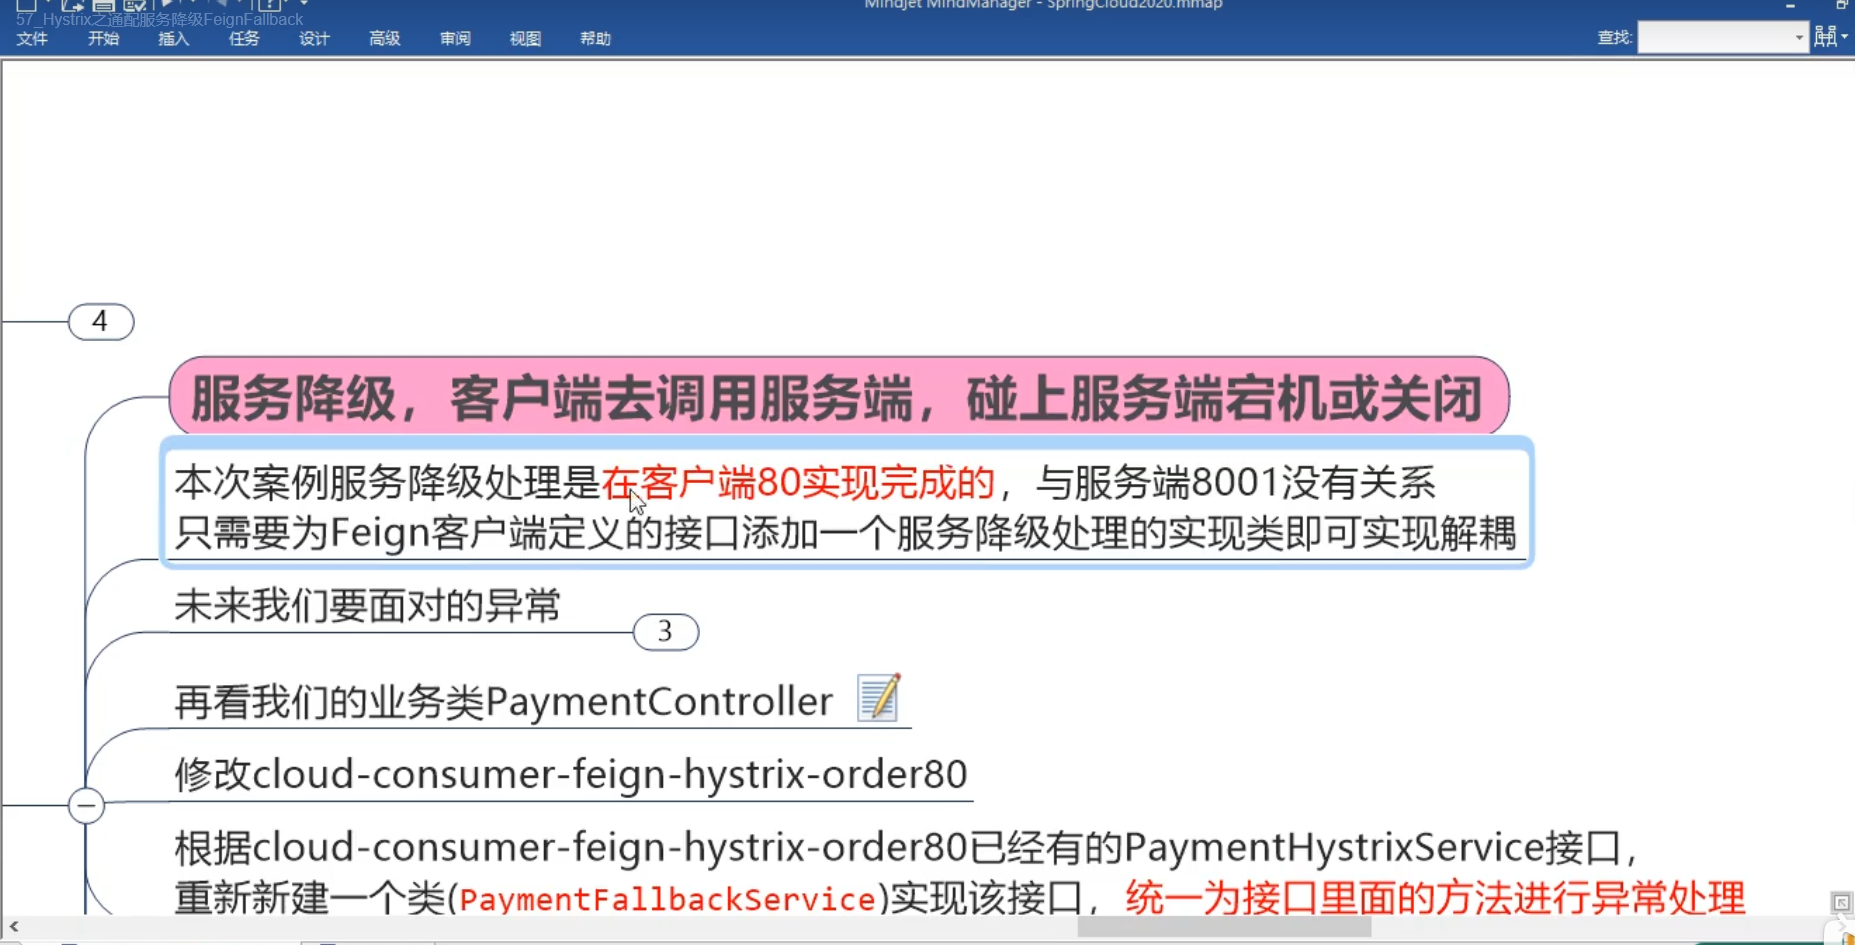 Mindjet MindManager - SpringCloud2020.mmap
57_Hystrix之通配服务降级FeignFallback
文件 开始 插入 任务 设计 高级 审阅 视图 帮助 查找:
4
服务降级，客户端去调用服务端，碰上服务端宕机或关闭
本次案例服务降级处理是在客户端80实现完成的，与服务端8001没有关系
只需要为Feign客户端定义的接口添加一个服务降级处理的实现类即可实现解耦
未来我们要面对的异常
3
再看我们的业务类PaymentController
修改cloud-consumer-feign-hystrix-order80
根据cloud-consumer-feign-hystrix-order80已经有的PaymentHystrixService接口，
重新新建一个类(PaymentFallbackService)实现该接口，统一为接口里面的方法进行异常处理